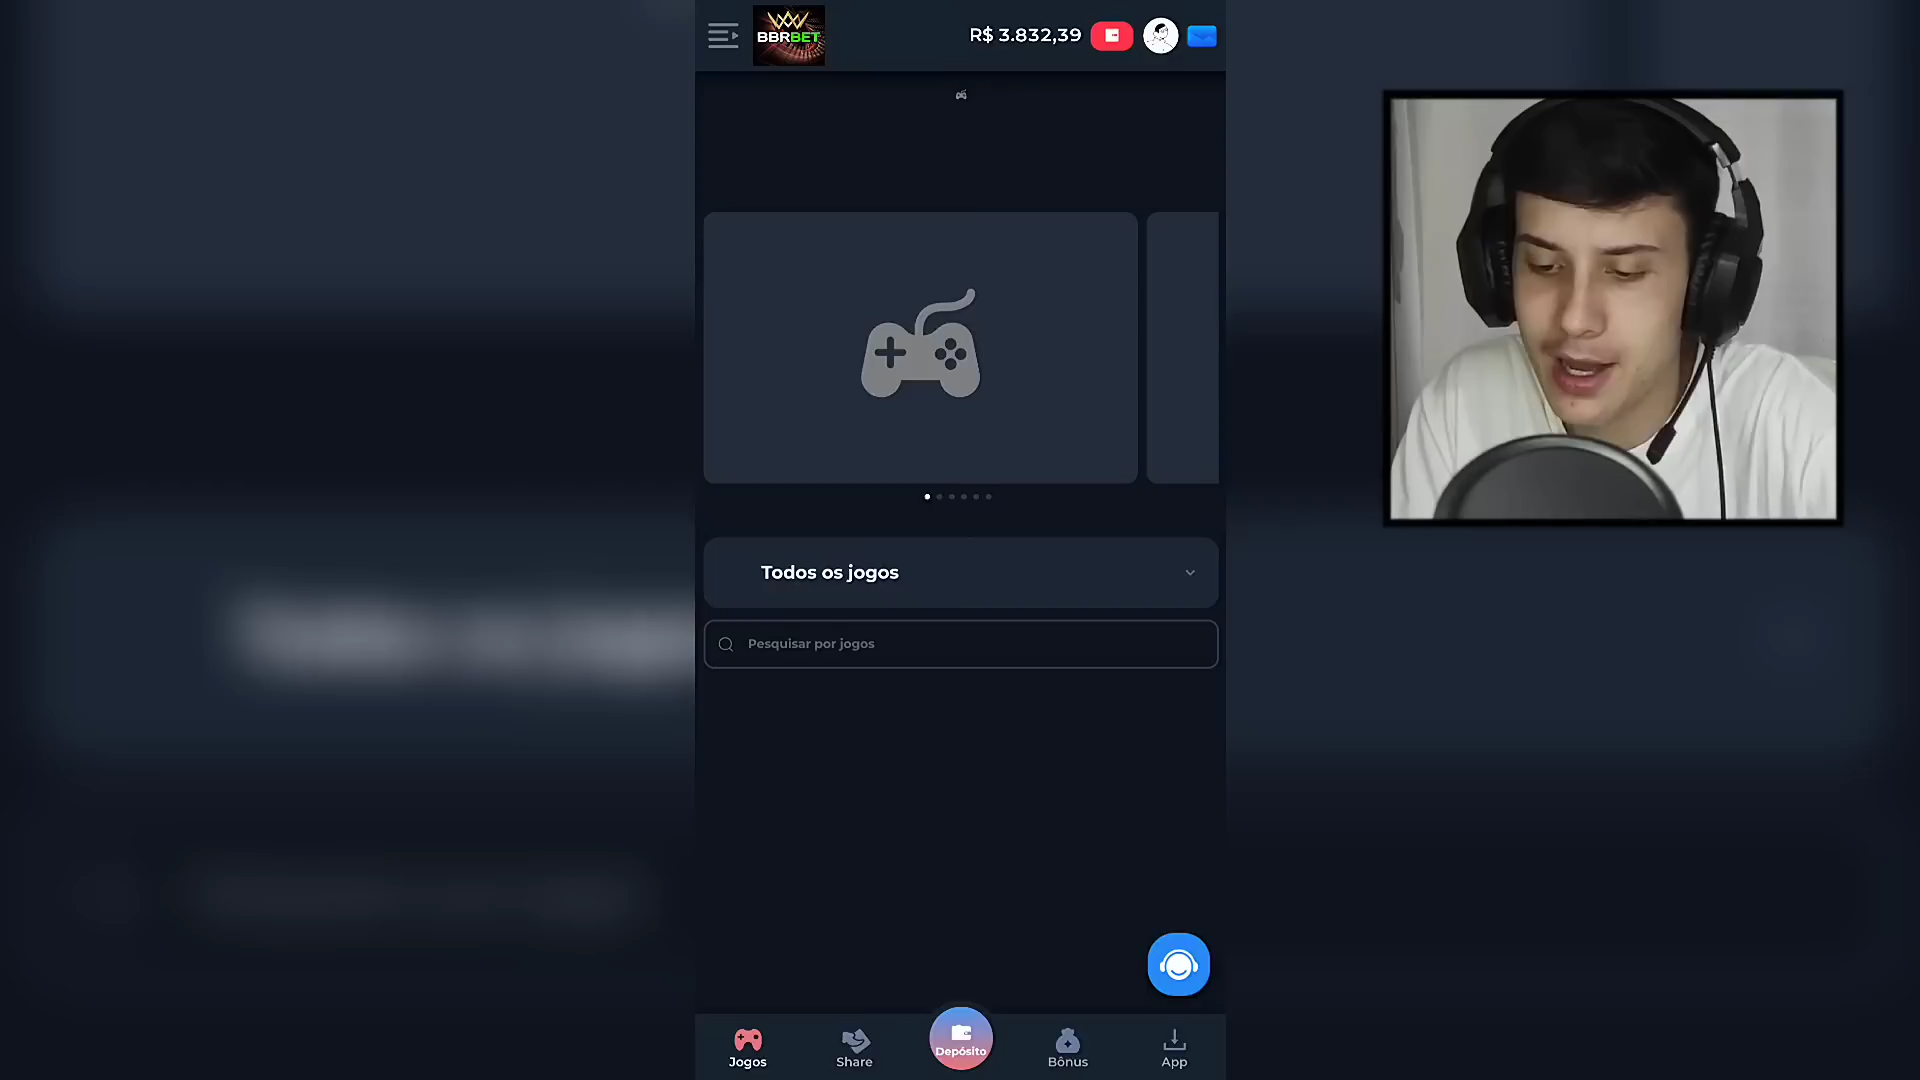 BBRBET
R$ 3.832,39
Todos os jogos
Pesquisar por jogos
Jogos
Share
Depósito
Bônus
App